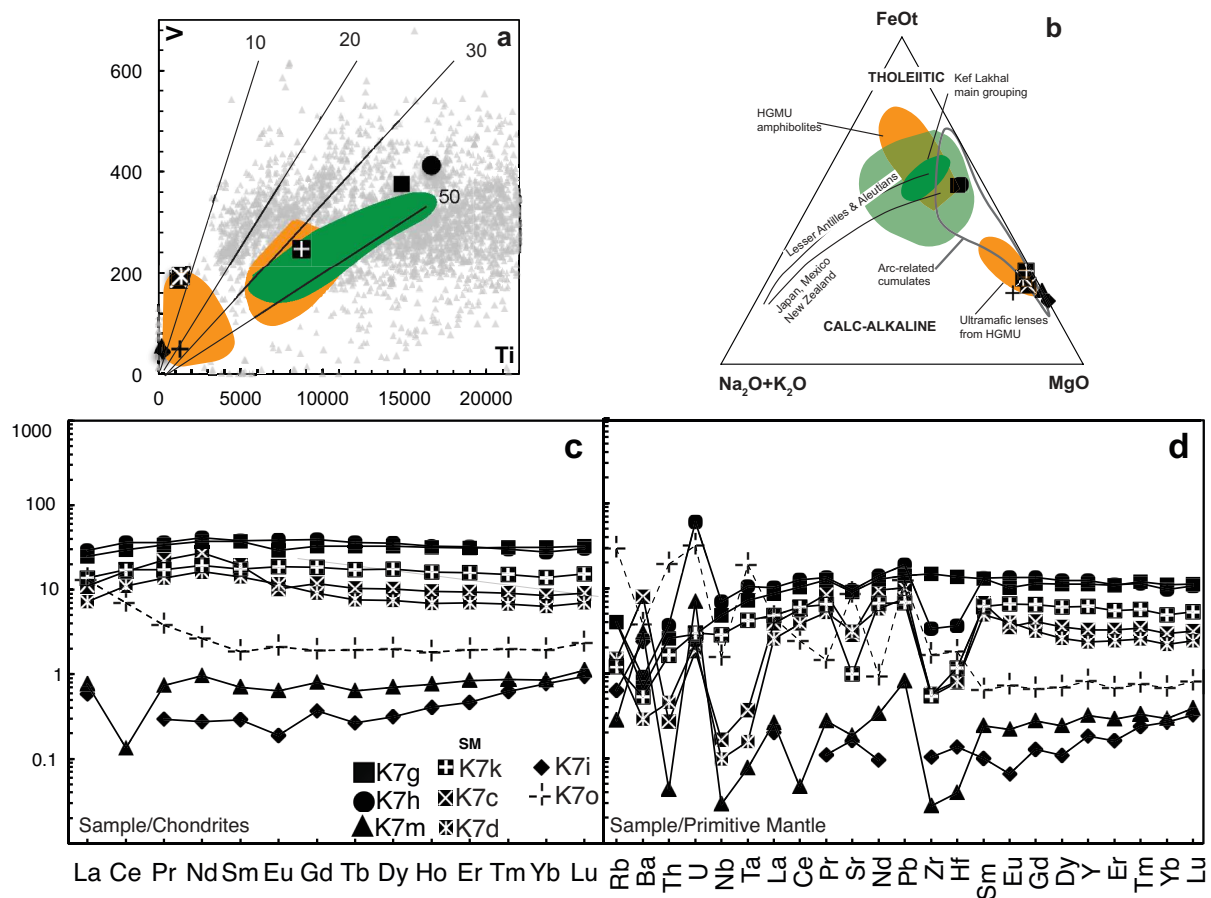 V
a
10
20
30
600
400
50
200
Ti
0
0 5000 10000 15000 20000
b
FeOt
THOLEIITIC
Kef Lakhal
main grouping
HGMU
amphibolites
Lesser Antilles & Aleutians
Japan, Mexico
New Zealand
Arc-related
cumulates
CALC-ALKALINE
Ultramafic lenses
from HGMU
Na₂O+K₂O
MgO
c
1000
100
10
1
0.1
SM
K7g
K7h
K7m
K7k
K7c
K7d
K7i
K7o
Sample/Chondrites
La Ce Pr Nd Sm Eu Gd Tb Dy Ho Er Tm Yb Lu
d
Sample/Primitive Mantle
Rb Ba Th U Nb Ta La Ce Pr Sr Nd Pb Zr Hf Sm Eu Gd Dy Y Er Tm Yb Lu